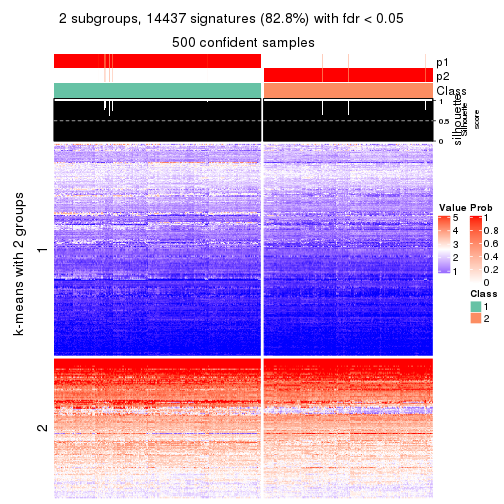 2 subgroups, 14437 signatures (82.8%) with fdr < 0.05
500 confident samples
p1
p2
Class
silhouette
1
0.5
0
Silhouette
score
k-means with 2 groups
1
2
Value
5
4
3
2
1
Prob
1
0.8
0.6
0.4
0.2
0
Class
1
2